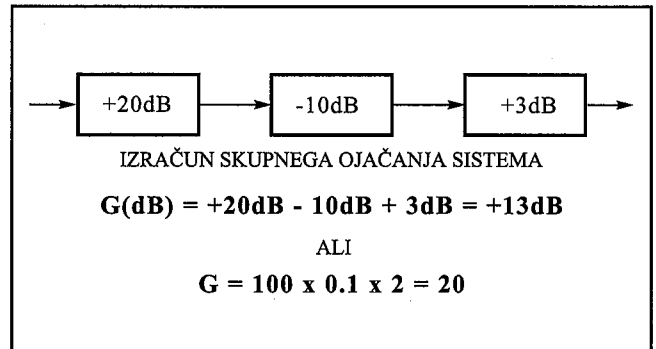 +20dB -10dB +3dB
IZRAČUN SKUPNEGA OJAČANJA SISTEMA
G(dB) = +20dB - 10dB + 3dB = +13dB
ALI
G = 100 x 0.1 x 2 = 20